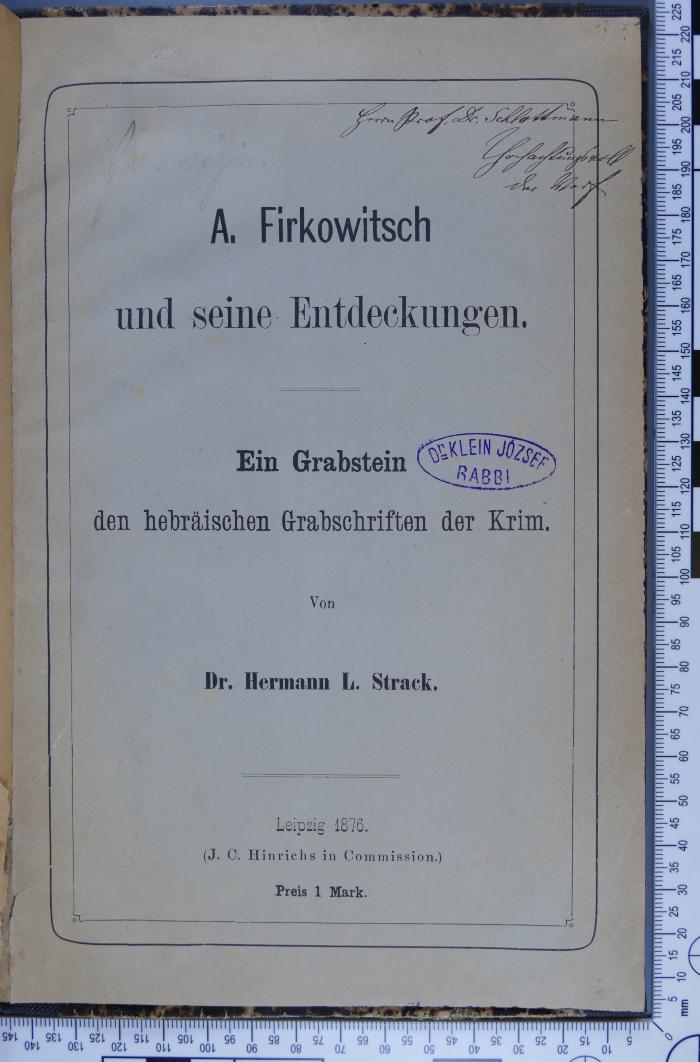 Herrn Prof. Dr. Schlottmann
Hochachtungsvoll
der Verf.
A. Firkowitsch
und seine Entdeckungen.
Ein Grabstein
Dr. KLEIN JÓZSEF
RABBI
den hebräischen Grabschriften der Krim.
Von
Dr. Hermann L. Strack.
Leipzig 1876.
(J. C. Hinrichs in Commission.)
Preis 1 Mark.